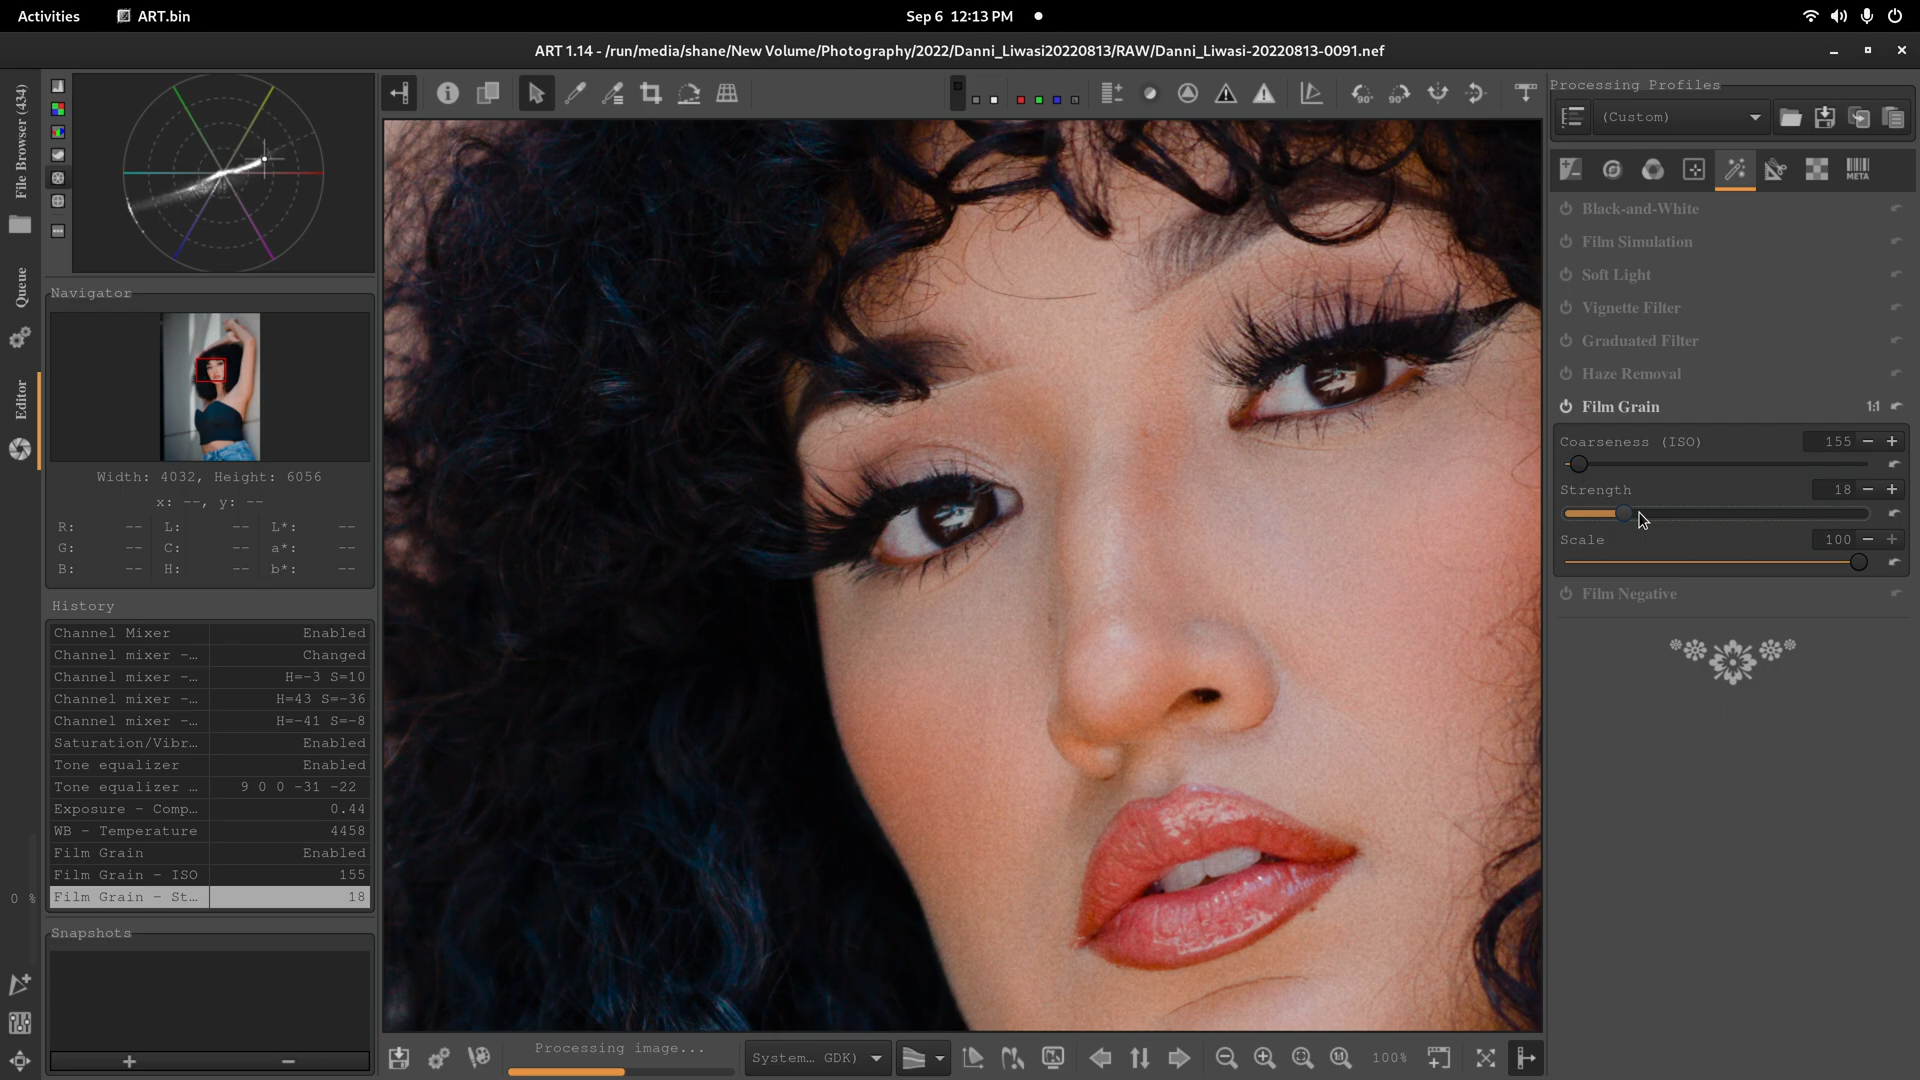 Activities
ART.bin
Sep 6 12:13 PM
ART 1.14 - /run/media/shane/New Volume/Photography/2022/Danni_Liwasi20220813/RAW/Danni_Liwasi-20220813-0091.nef
File Browser (434)
Queue
Editor
0 %
Navigator
Width: 4032, Height: 6056
x: --, y: --
R: -- L: -- L*: --
G: -- C: -- a*: --
B: -- H: -- b*: --
History
Channel Mixer Enabled
Channel mixer -… Changed
Channel mixer -… H=-3 S=10
Channel mixer -… H=43 S=-36
Channel mixer -… H=-41 S=-8
Saturation/Vibr… Enabled
Tone equalizer Enabled
Tone equalizer … 9 0 0 -31 -22
Exposure - Comp… 0.44
WB - Temperature 4458
Film Grain Enabled
Film Grain - ISO 155
Film Grain - St… 18
Snapshots
90° 90°
Processing image...
System… GDK)
1:1
100%
Processing Profiles
(Custom)
META
Black-and-White
Film Simulation
Soft Light
Vignette Filter
Graduated Filter
Haze Removal
Film Grain 1:1
Coarseness (ISO) 155
Strength 18
Scale 100
Film Negative